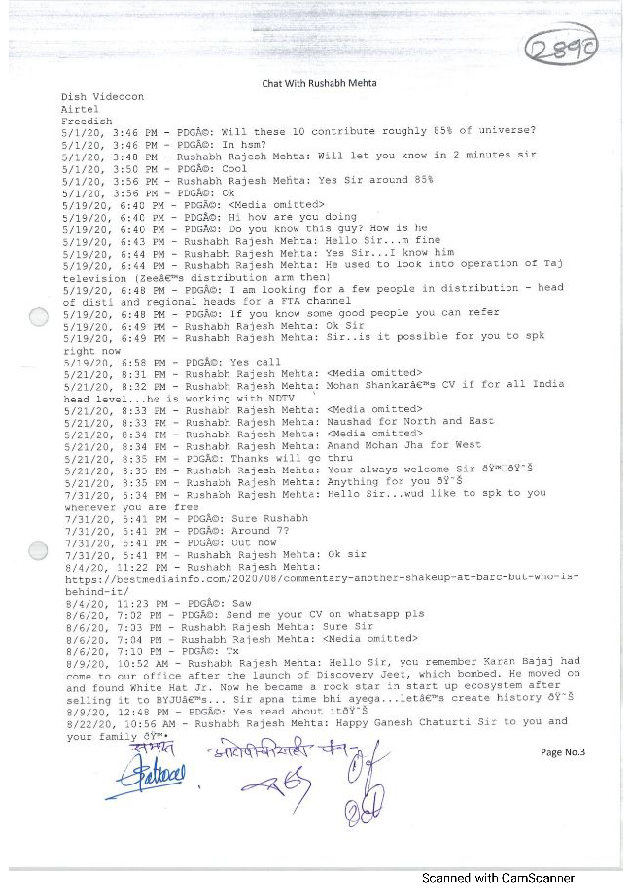 2890
Chat With Rushabh Mehta
Dish Videccon
Airtel
Freedish
5/1/20, 3:46 PM - PDGÂ©: Will these 10 contribute roughly 85% of universe?
5/1/20, 3:46 PM - PDGÂ©: In hsm?
5/1/20, 3:48 PM - Rushabh Rajesh Mehta: Will let you know in 2 minutes sir
5/1/20, 3:50 PM - PDGÂ©: Cool
5/1/20, 3:56 PM - Rushabh Rajesh Mehta: Yes Sir around 85%
5/1/20, 3:56 PM - PDGÂ©: Ok
5/19/20, 6:40 PM - PDGÂ©: <Media omitted>
5/19/20, 6:40 PM - PDGÂ©: Hi how are you doing
5/19/20, 6:40 PM - PDGÂ©: Do you know this guy? How is he
5/19/20, 6:43 PM - Rushabh Rajesh Mehta: Hello Sir...m fine
5/19/20, 6:44 PM - Rushabh Rajesh Mehta: Yes Sir...I know him
5/19/20, 6:44 PM - Rushabh Rajesh Mehta: He used to look into operation of Taj
television (Zeeâ€™s distribution arm then)
5/19/20, 6:48 PM - PDGÂ©: I am looking for a few people in distribution - head
of disti and regional heads for a FTA channel
5/19/20, 6:48 PM - PDGÂ©: If you know some good people you can refer
5/19/20, 6:49 PM - Rushabh Rajesh Mehta: Ok Sir
5/19/20, 6:49 PM - Rushabh Rajesh Mehta: Sir..is it possible for you to spk
right now
5/19/20, 6:58 PM - PDGÂ©: Yes call
5/21/20, 8:31 PM - Rushabh Rajesh Mehta: <Media omitted>
5/21/20, 8:32 PM - Rushabh Rajesh Mehta: Mohan Shankarâ€™s CV if for all India
head level...he is working with NDTV
5/21/20, 8:33 PM - Rushabh Rajesh Mehta: <Media omitted>
5/21/20, 8:33 PM - Rushabh Rajesh Mehta: Naushad for North and East
5/21/20, 8:34 PM - Rushabh Rajesh Mehta: <Media omitted>
5/21/20, 8:34 PM - Rushabh Rajesh Mehta: Anand Mohan Jha for West
5/21/20, 8:35 PM - PDGÂ©: Thanks will go thru
5/21/20, 8:35 PM - Rushabh Rajesh Mehta: Your always welcome Sir ðŸ™ðŸ˜Š
5/21/20, 8:35 PM - Rushabh Rajesh Mehta: Anything for you ðŸ˜Š
7/31/20, 5:34 PM - Rushabh Rajesh Mehta: Hello Sir...wud like to spk to you
wherever you are free
7/31/20, 5:41 PM - PDGÂ©: Sure Rushabh
7/31/20, 5:41 PM - PDGÂ©: Around 7?
7/31/20, 5:41 PM - PDGÂ©: Out now
7/31/20, 5:41 PM - Rushabh Rajesh Mehta: Ok sir
8/4/20, 11:22 PM - Rushabh Rajesh Mehta:
https://bestmediainfo.com/2020/08/commentary-another-shakeup-at-barc-but-who-is-
behind-it/
8/4/20, 11:23 PM - PDGÂ©: Saw
8/6/20, 7:02 PM - PDGÂ©: Send me your CV on whatsapp pls
8/6/20, 7:03 PM - Rushabh Rajesh Mehta: Sure Sir
8/6/20, 7:04 PM - Rushabh Rajesh Mehta: <Media omitted>
8/6/20, 7:10 PM - PDGÂ©: Tx
8/9/20, 10:52 AM - Rushabh Rajesh Mehta: Hello Sir, you remember Karan Bajaj had
come to our office after the launch of Discovery Jeet, which bombed. He moved on
and found White Hat Jr. Now he became a rock star in start up ecosystem after
selling it to BYJUâ€™s... Sir apna time bhi ayega...letâ€™s create history ðŸ˜Š
8/9/20, 12:48 PM - PDGÂ©: Yes read about itðŸ˜Š
8/22/20, 10:56 AM - Rushabh Rajesh Mehta: Happy Ganesh Chaturti Sir to you and
your family ðŸ™•
समक्ष
पंच
Page No.3
Scanned with CamScanner